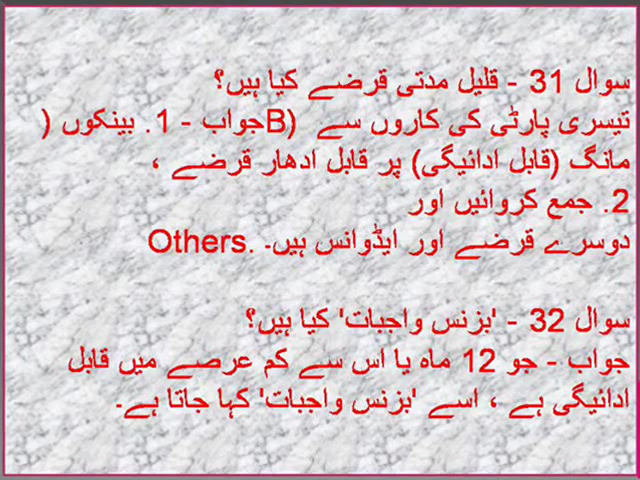 سوال 31 - قلیل مدتی قرضے کیا ہیں؟
تیسری پارٹی کی کاروں سے (Bجواب - 1. بینکوں (
مانگ (قابل ادائیگی) پر قابل ادھار قرضے ،
2. جمع کروائیں اور
دوسرے قرضے اور ایڈوانس ہیں۔ .Others
سوال 32 - 'بزنس واجبات' کیا ہیں؟
جواب - جو 12 ماہ یا اس سے کم عرصے میں قابل
ادائیگی ہے ، اسے 'بزنس واجبات' کہا جاتا ہے۔